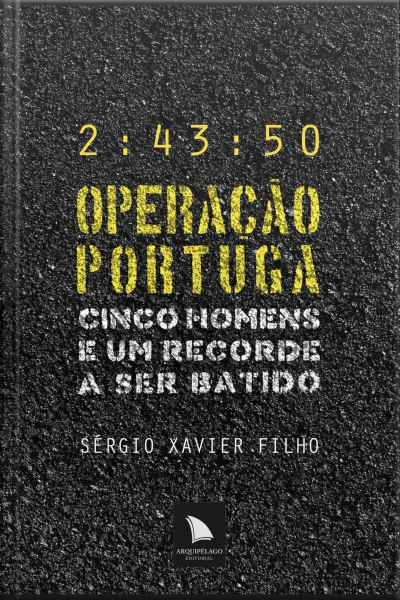 2:43:50
OPERAÇÃO
PORTUGA
CINCO HOMENS
E UM RECORDE
A SER BATIDO
SÉRGIO XAVIER FILHO
ARQUIPÉLAGO
EDITORIAL